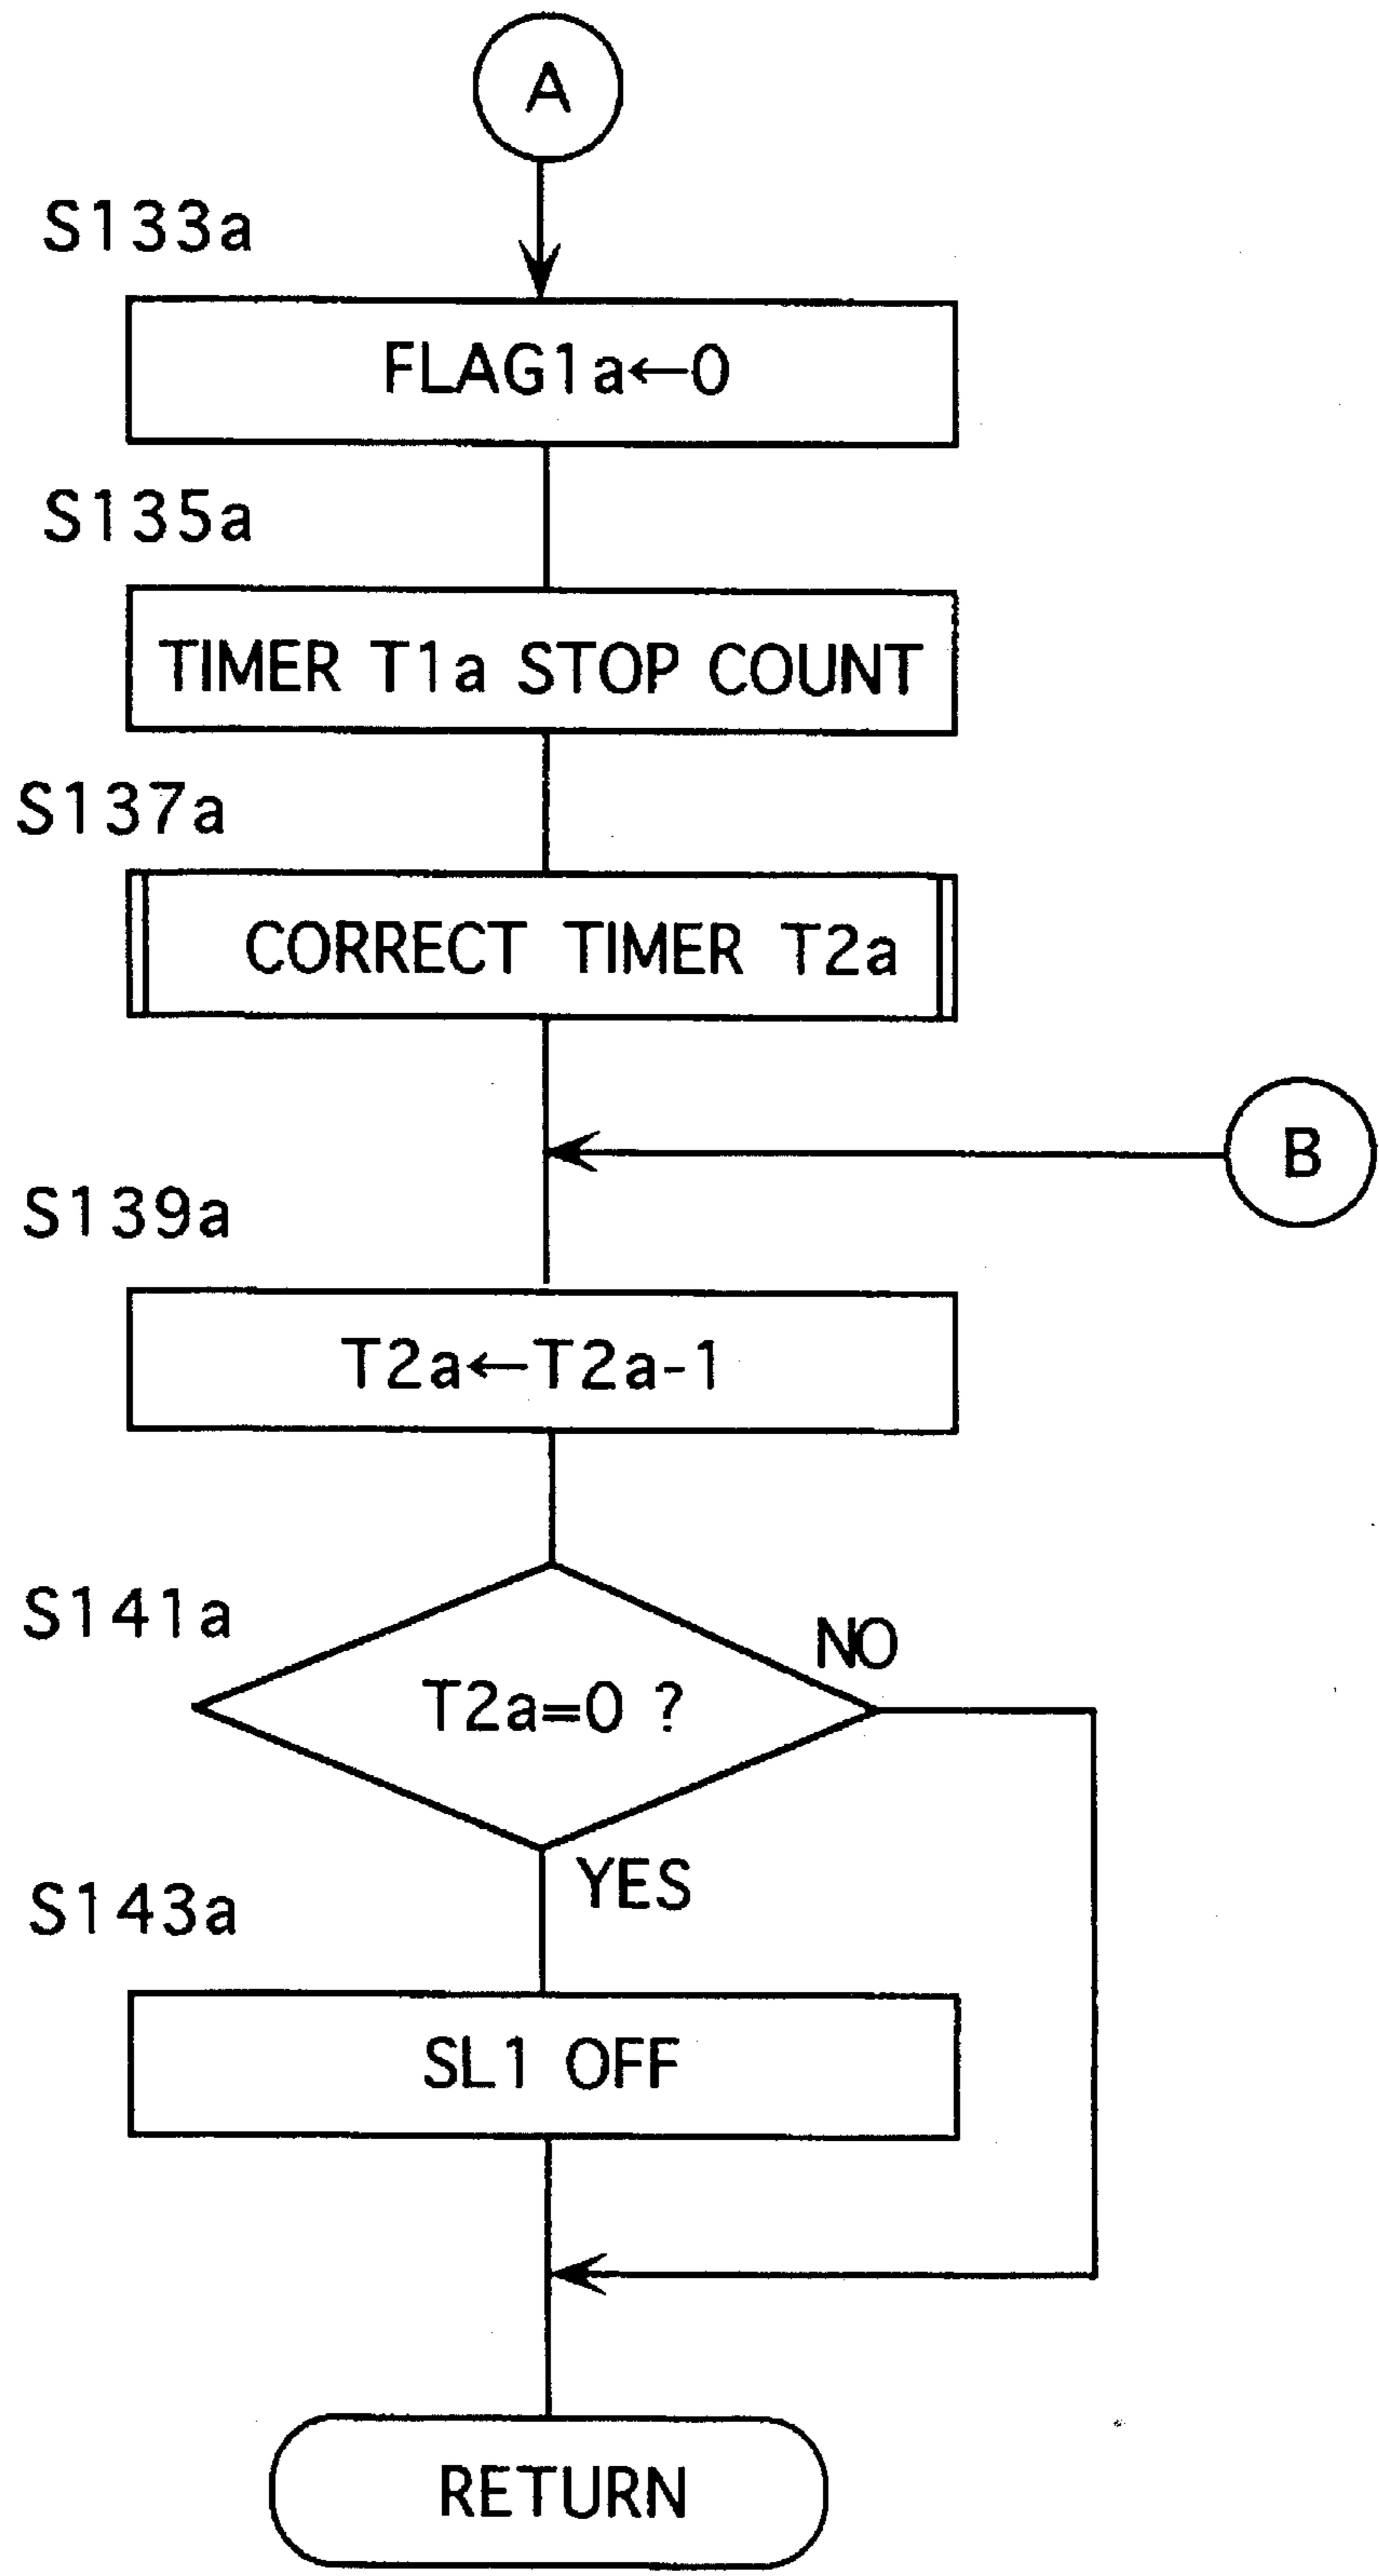 A
S133a
FLAG1a←0
S135a
TIMER T1a STOP COUNT
S137a
CORRECT TIMER T2a
B
S139a
T2a←T2a-1
S141a
NO
T2a=0 ?
YES
S143a
SL1 OFF
RETURN